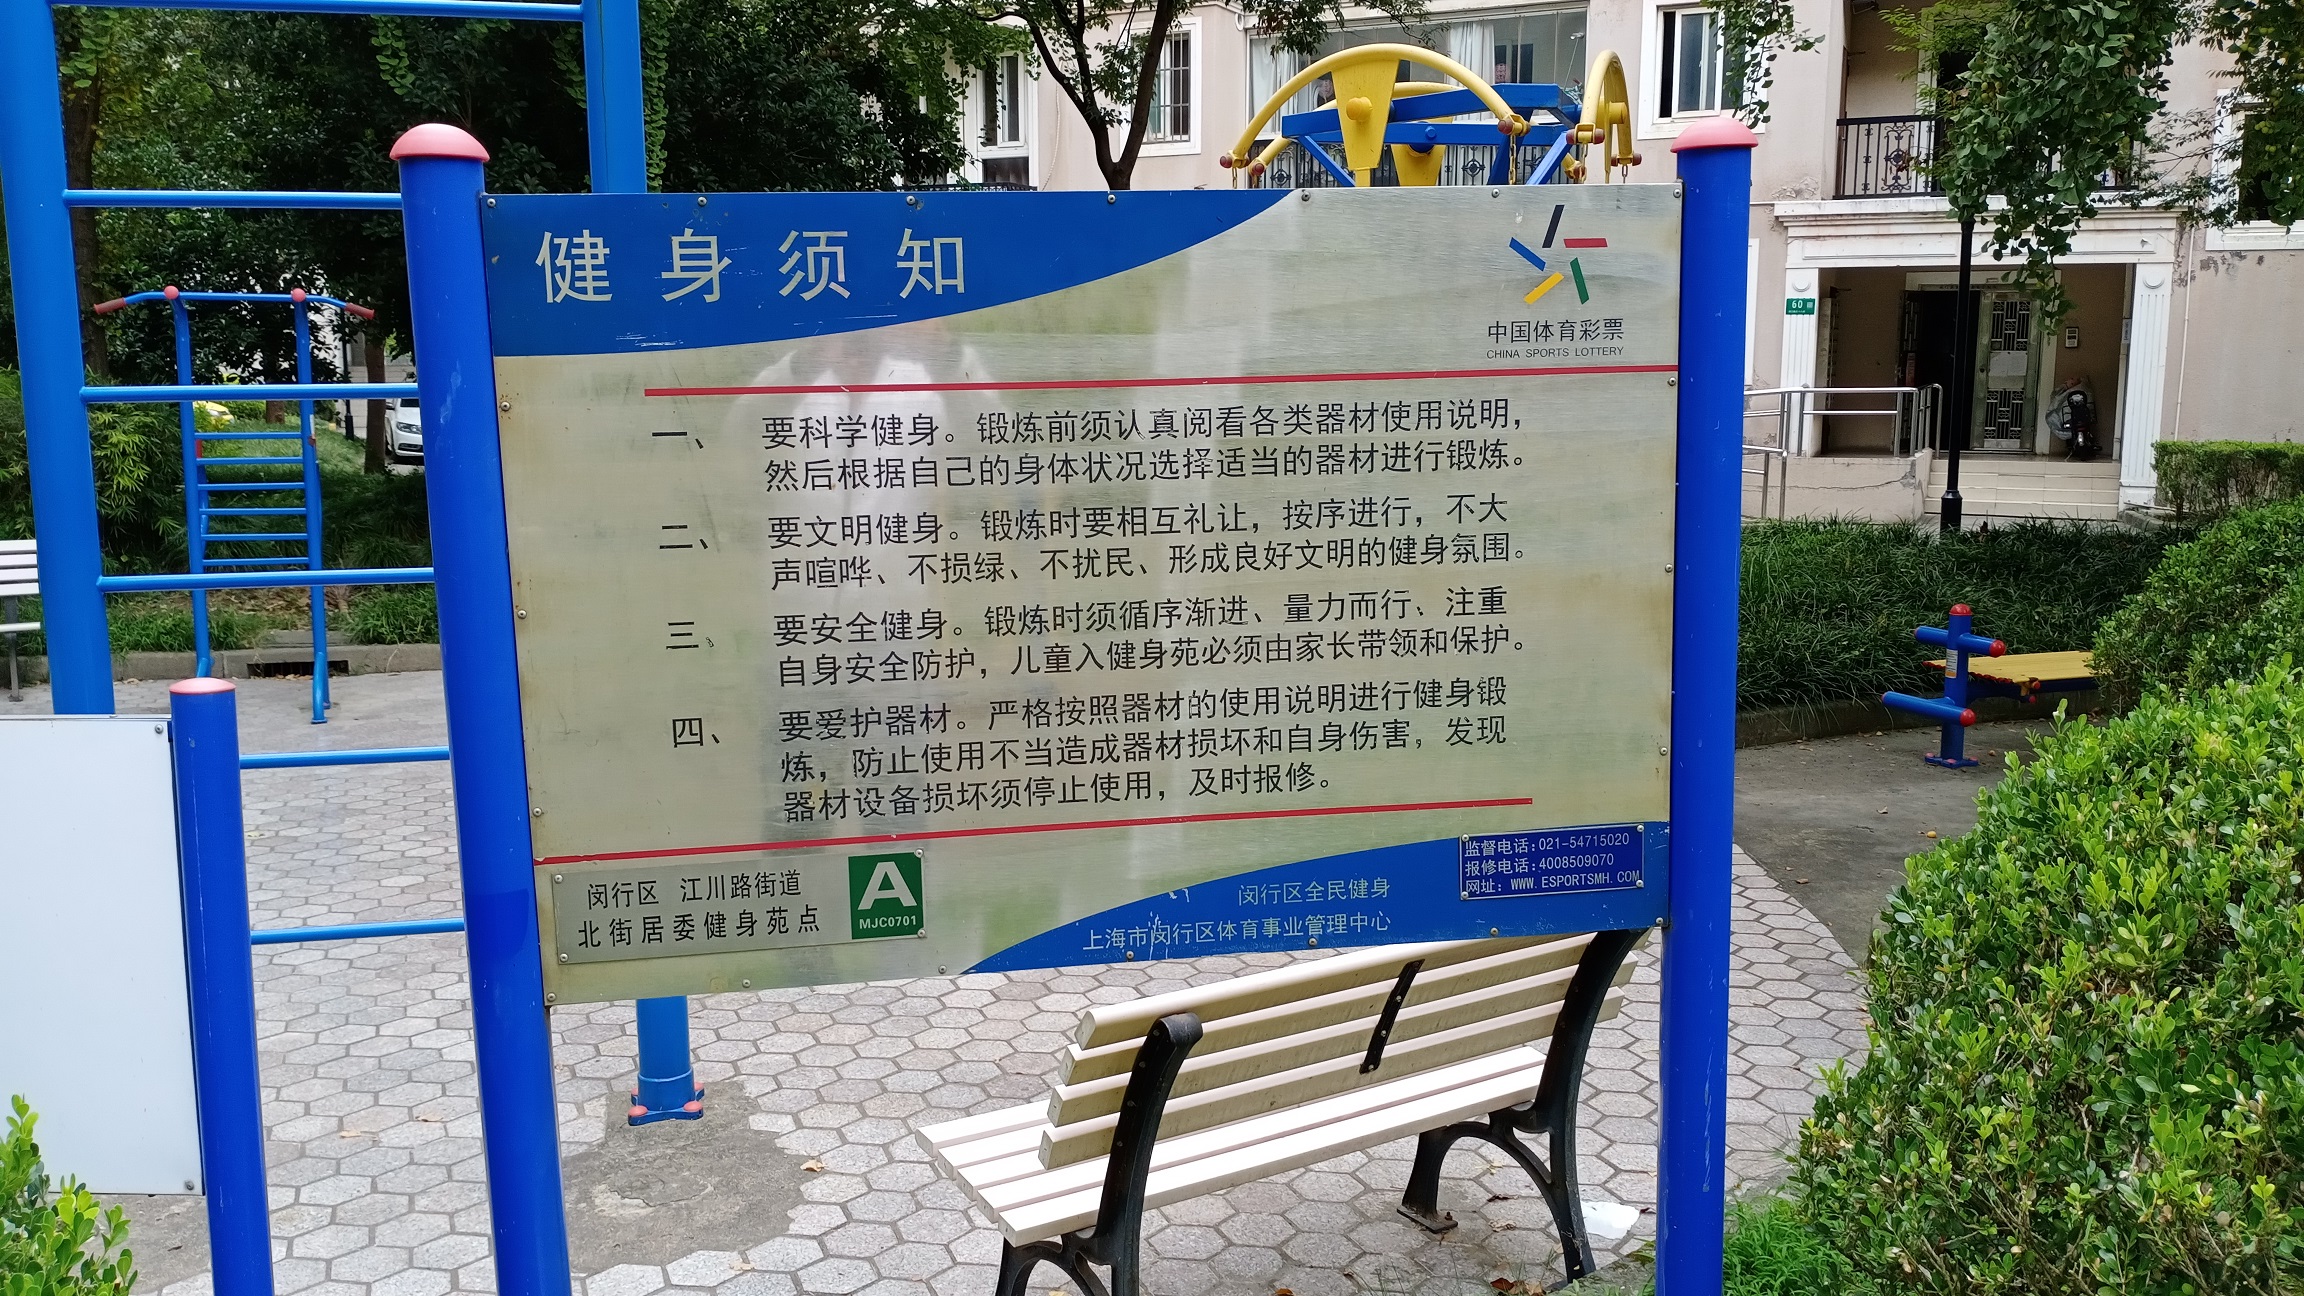 健身须知
中国体育彩票
CHINA SPORTS LOTTERY
一、 要科学健身。锻炼前须认真阅看各类器材使用说明，
然后根据自己的身体状况选择适当的器材进行锻炼。
二、 要文明健身。锻炼时要相互礼让，按序进行，不大
声喧哗、不损绿、不扰民、形成良好文明的健身氛围。
三、 要安全健身。锻炼时须循序渐进、量力而行、注重
自身安全防护，儿童入健身苑必须由家长带领和保护。
四、 要爱护器材。严格按照器材的使用说明进行健身锻
炼，防止使用不当造成器材损坏和自身伤害，发现
器材设备损坏须停止使用，及时报修。
闵行区 江川路街道
北街居委健身苑点
A
MJC0701
闵行区全民健身
上海市闵行区体育事业管理中心
监督电话:021-54715020
报修电话:4008509070
网址: WWW.ESPORTSMH.COM
60